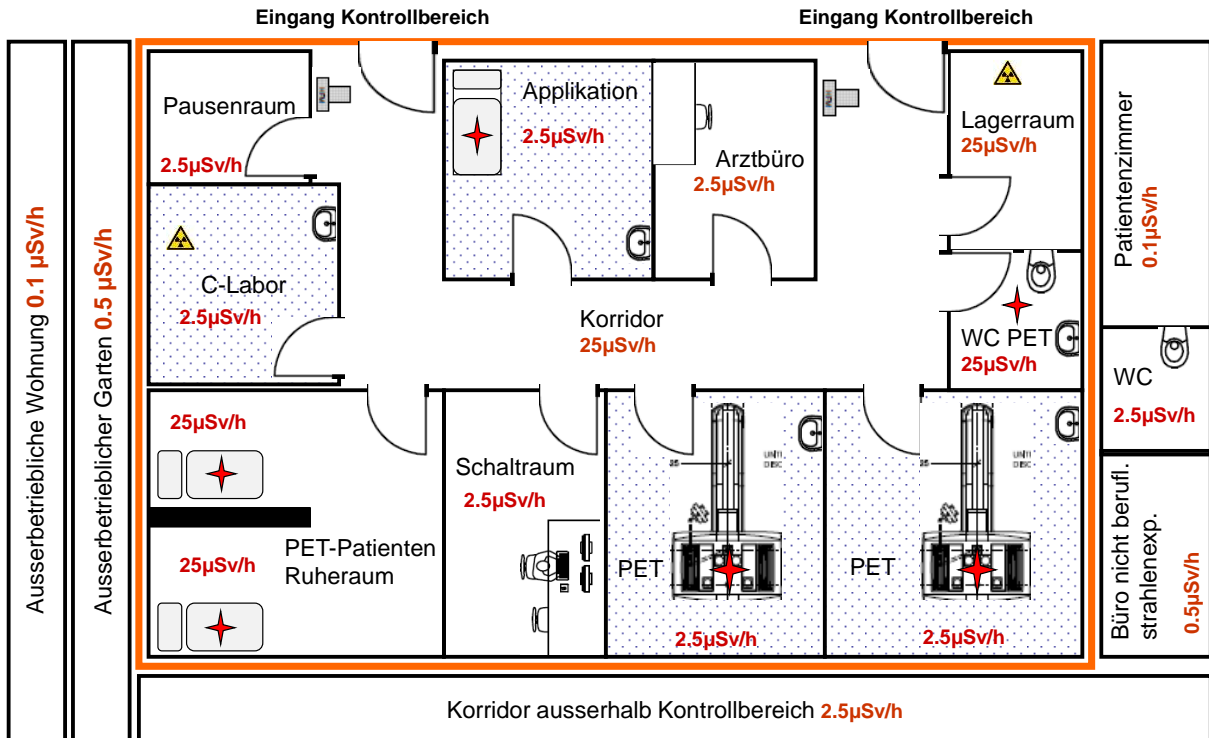 Eingang Kontrollbereich
Eingang Kontrollbereich
Ausserbetriebliche Wohnung 0.1 µSv/h
Ausserbetrieblicher Garten 0.5 µSv/h
Pausenraum
2.5µSv/h
Applikation
2.5µSv/h
Arztbüro
2.5µSv/h
Lagerraum
25µSv/h
Patientenzimmer
0.1µSv/h
C-Labor
2.5µSv/h
Korridor
25µSv/h
WC PET
25µSv/h
WC
2.5µSv/h
25µSv/h
25µSv/h
PET-Patienten
Ruheraum
Schaltraum
2.5µSv/h
PET
2.5µSv/h
PET
2.5µSv/h
Büro nicht berufl.
strahlenexp.
0.5µSv/h
Korridor ausserhalb Kontrollbereich 2.5µSv/h